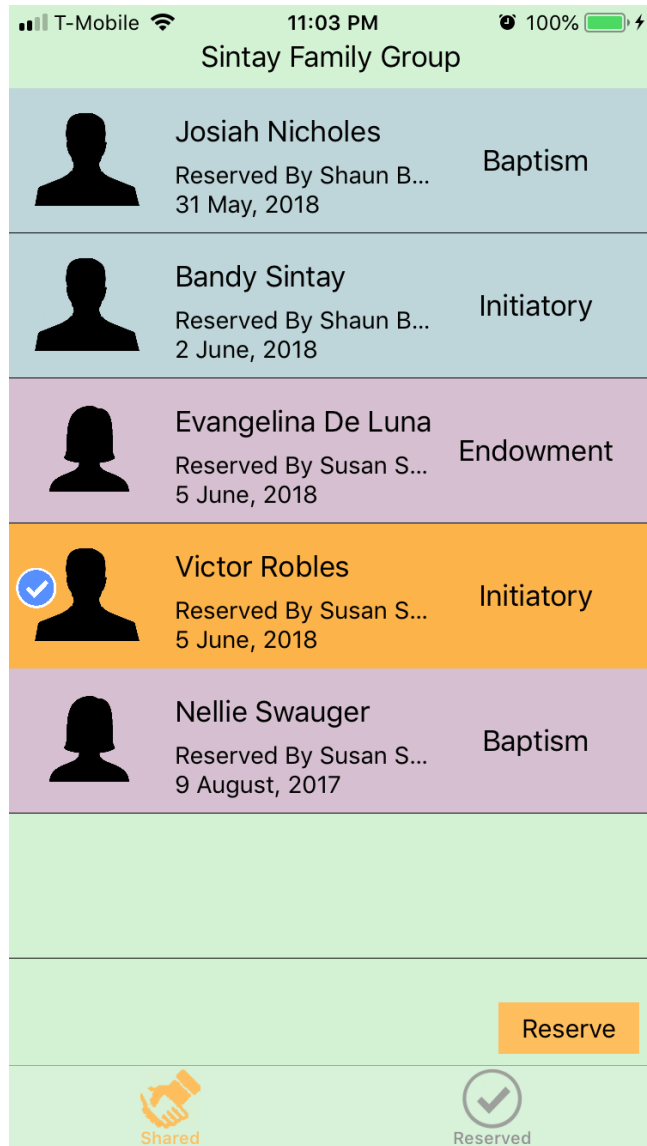 T-Mobile 11:03 PM 100%
Sintay Family Group
Josiah Nicholes
Baptism
Reserved By Shaun B...
31 May, 2018
Bandy Sintay
Initiatory
Reserved By Shaun B...
2 June, 2018
Evangelina De Luna
Endowment
Reserved By Susan S...
5 June, 2018
Victor Robles
Initiatory
Reserved By Susan S...
5 June, 2018
Nellie Swauger
Baptism
Reserved By Susan S...
9 August, 2017
Reserve
Shared
Reserved